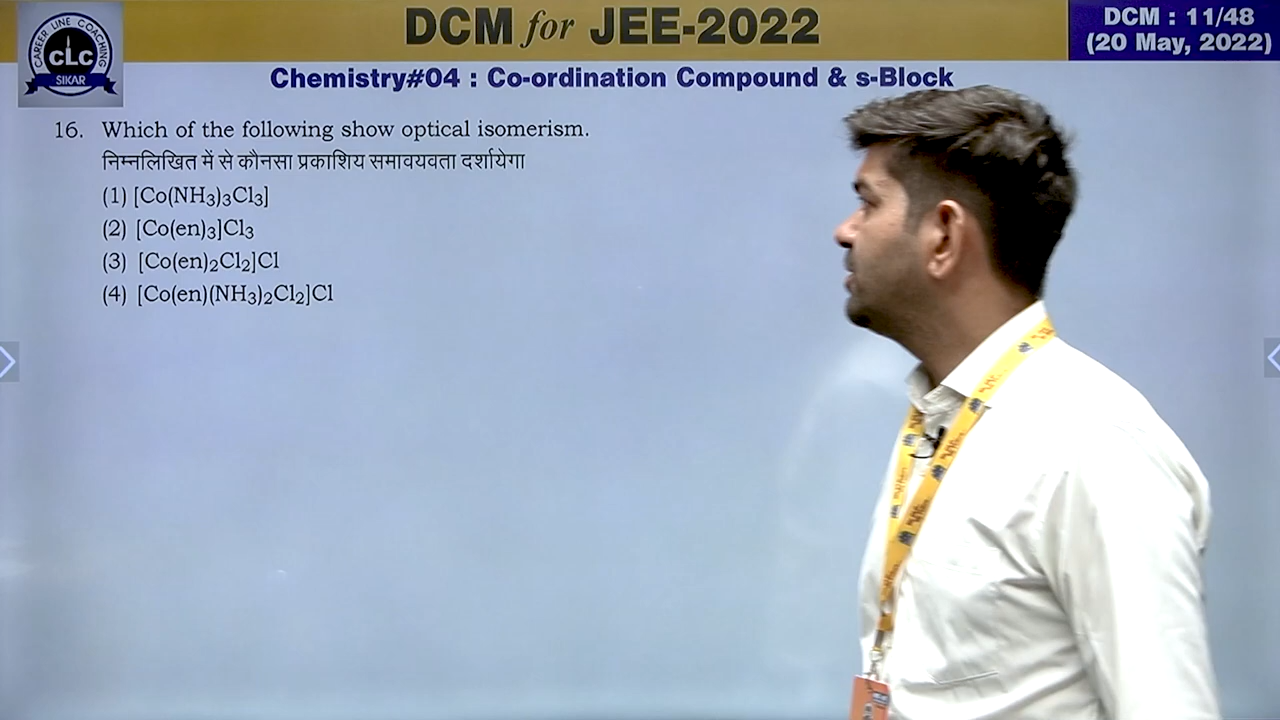 CAREER LINE COACHING
CLC
SIKAR
DCM for JEE-2022
DCM : 11/48
(20 May, 2022)
Chemistry#04 : Co-ordination Compound & s-Block
16. Which of the following show optical isomerism.
निम्नलिखित में से कौनसा प्रकाशिय समावयवता दर्शायेगा
(1) [Co(NH₃)₃Cl₃]
(2) [Co(en)₃]Cl₃
(3) [Co(en)₂Cl₂]Cl
(4) [Co(en)(NH₃)₂Cl₂]Cl